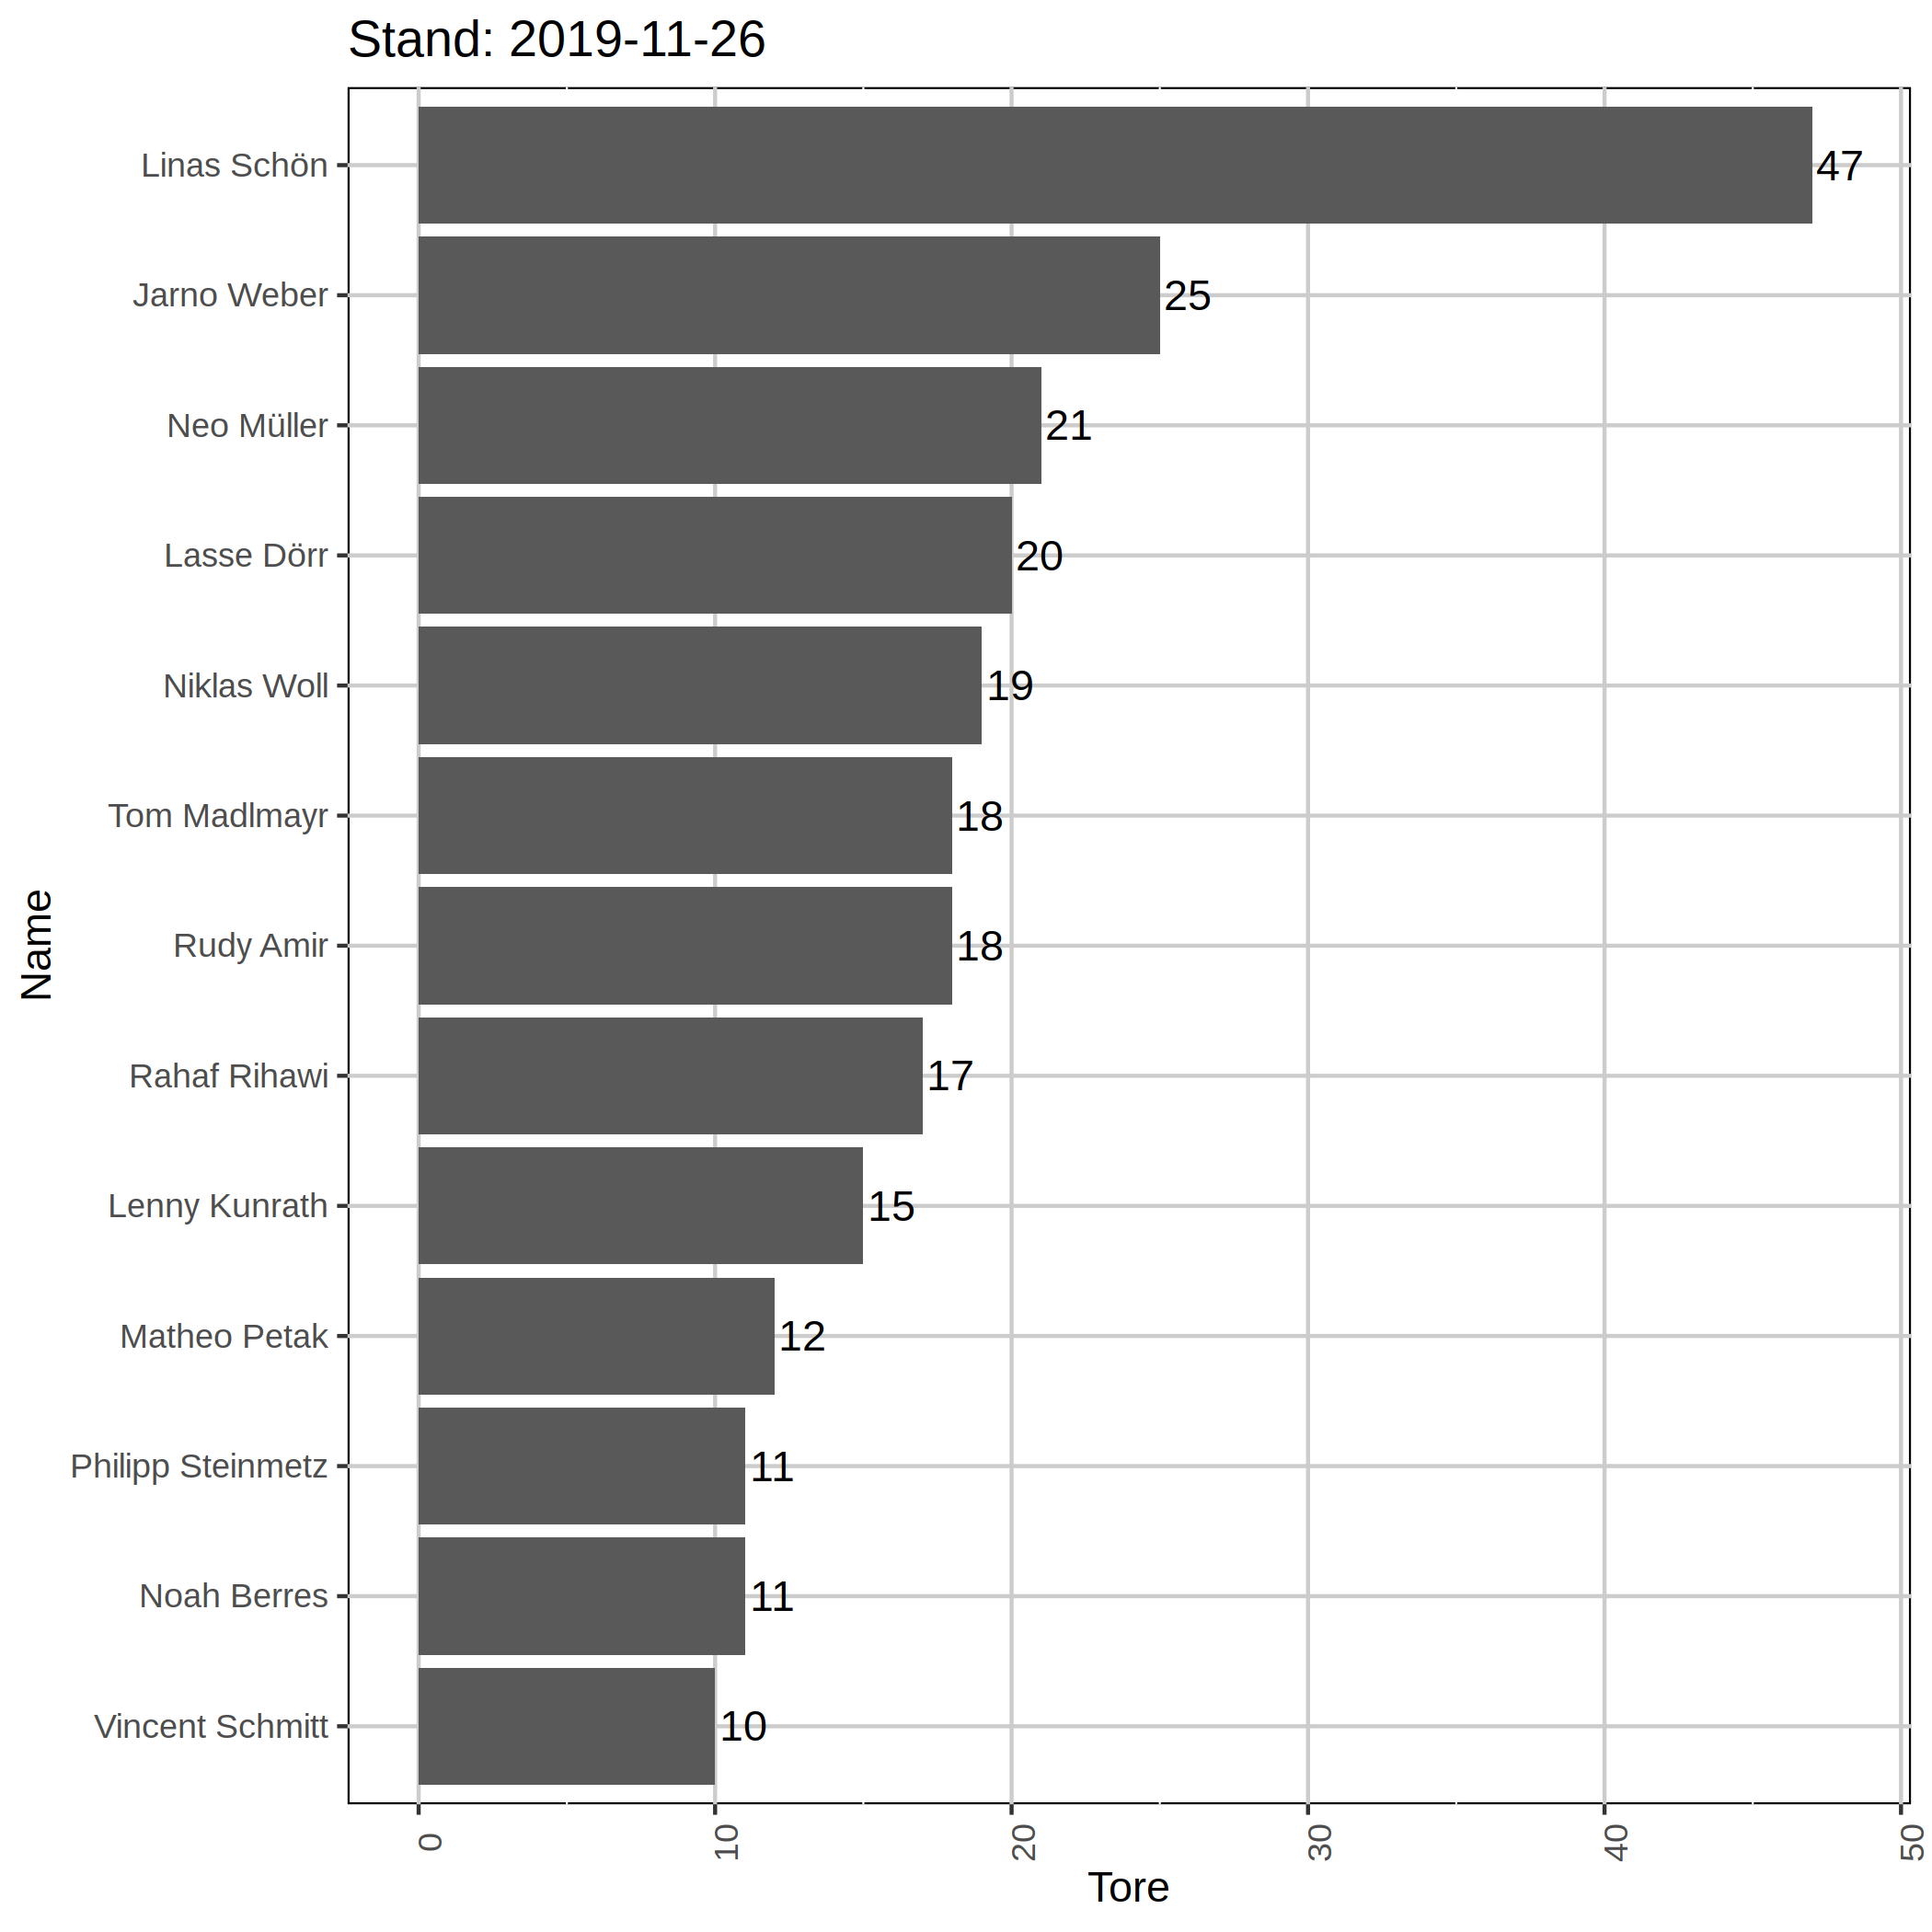 Stand: 2019-11-26
Linas Schön 47
Jarno Weber 25
Neo Müller 21
Lasse Dörr 20
Niklas Woll 19
Tom Madlmayr 18
Rudy Amir 18
Rahaf Rihawi 17
Lenny Kunrath 15
Matheo Petak 12
Philipp Steinmetz 11
Noah Berres 11
Vincent Schmitt 10
Name
0 10 20 30 40 50
Tore